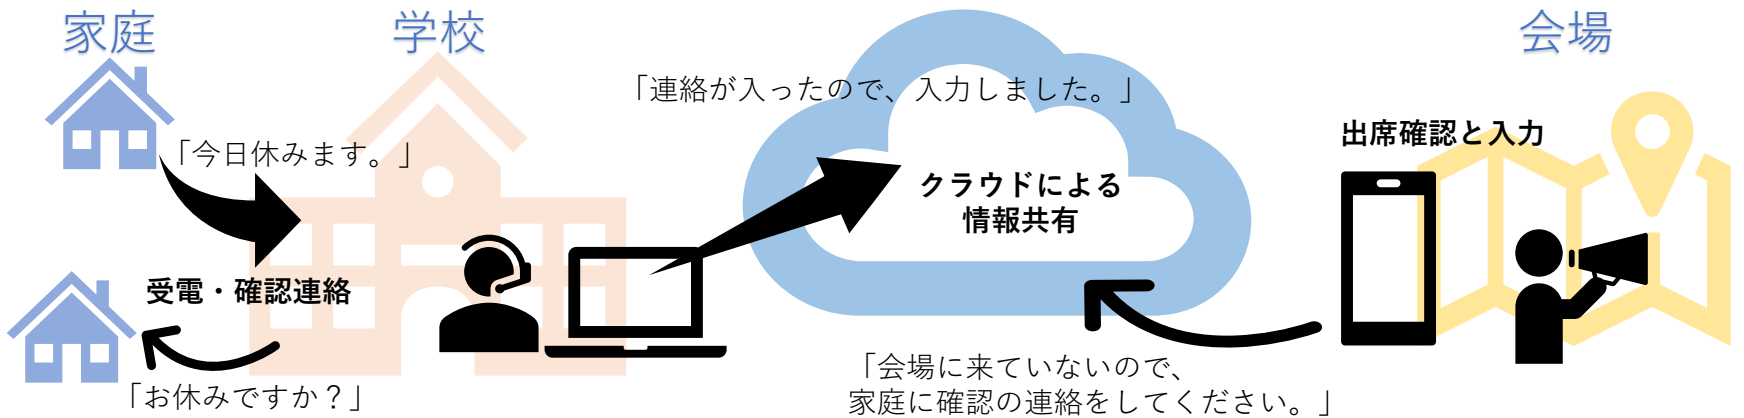 家庭
学校
会場
「連絡が入ったので、入力しました。」
出席確認と入力
「今日休みます。」
クラウドによる
情報共有
受電・確認連絡
「お休みですか？」
「会場に来ていないので、
家庭に確認の連絡をしてください。」